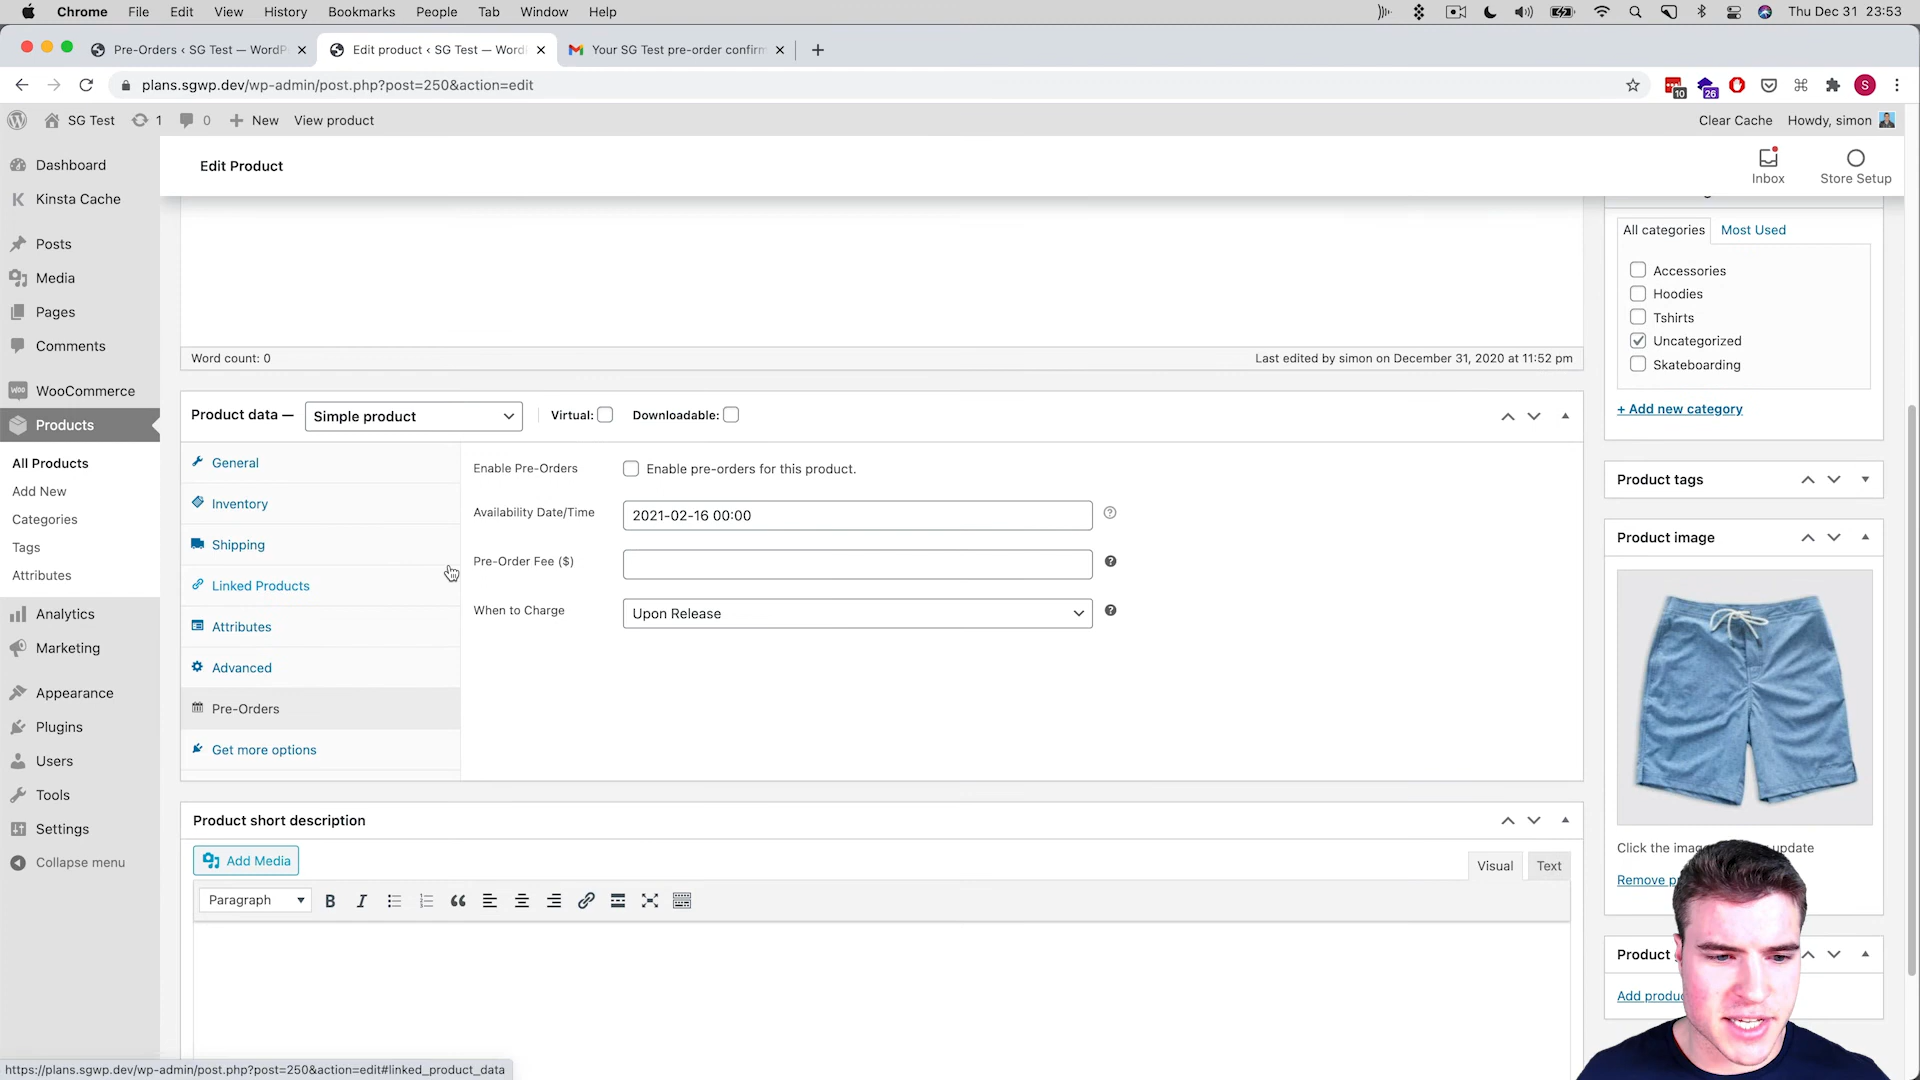 Chrome File Edit View History Bookmarks People Tab Window Help Thu Dec 31 23:53
Pre-Orders ‹ SG Test — WordP Edit product ‹ SG Test — Word Your SG Test pre-order confirm
plans.sgwp.dev/wp-admin/post.php?post=250&action=edit 10 26 S
SG Test 1 0 New View product Clear Cache Howdy, simon
Edit Product Inbox Store Setup
Dashboard
Kinsta Cache
Posts
Media
Pages
Comments
WooCommerce
Products
All Products
Add New
Categories
Tags
Attributes
Analytics
Marketing
Appearance
Plugins
Users
Tools
Settings
Collapse menu
Word count: 0 Last edited by simon on December 31, 2020 at 11:52 pm
Product data — Simple product Virtual: Downloadable:
General
Inventory
Shipping
Linked Products
Attributes
Advanced
Pre-Orders
Get more options
Enable Pre-Orders Enable pre-orders for this product.
Availability Date/Time 2021-02-16 00:00
Pre-Order Fee ($)
When to Charge Upon Release
Product short description
Add Media Visual Text
Paragraph
All categories Most Used
Accessories
Hoodies
Tshirts
Uncategorized
Skateboarding
+ Add new category
Product tags
Product image
Click the update
Remove
Product
Add
https://plans.sgwp.dev/wp-admin/post.php?post=250&action=edit#linked_product_data